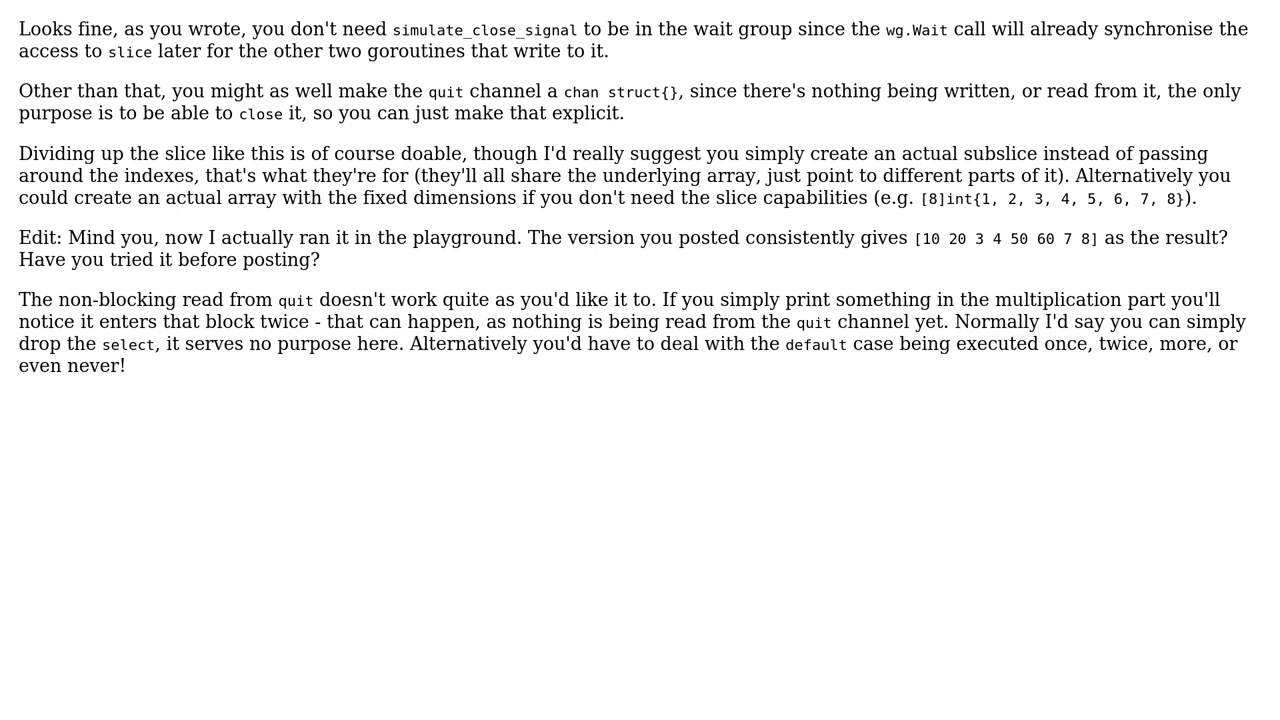 Looks fine, as you wrote, you don't need simulate_close_signal to be in the wait group since the wg.Wait call will already synchronise the
access to slice later for the other two goroutines that write to it.
Other than that, you might as well make the quit channel a chan struct{}, since there's nothing being written, or read from it, the only
purpose is to be able to close it, so you can just make that explicit.
Dividing up the slice like this is of course doable, though I'd really suggest you simply create an actual subslice instead of passing
around the indexes, that's what they're for (they'll all share the underlying array, just point to different parts of it). Alternatively you
could create an actual array with the fixed dimensions if you don't need the slice capabilities (e.g. [8]int{1, 2, 3, 4, 5, 6, 7, 8}).
Edit: Mind you, now I actually ran it in the playground. The version you posted consistently gives [10 20 3 4 50 60 7 8] as the result?
Have you tried it before posting?
The non-blocking read from quit doesn't work quite as you'd like it to. If you simply print something in the multiplication part you'll
notice it enters that block twice - that can happen, as nothing is being read from the quit channel yet. Normally I'd say you can simply
drop the select, it serves no purpose here. Alternatively you'd have to deal with the default case being executed once, twice, more, or
even never!